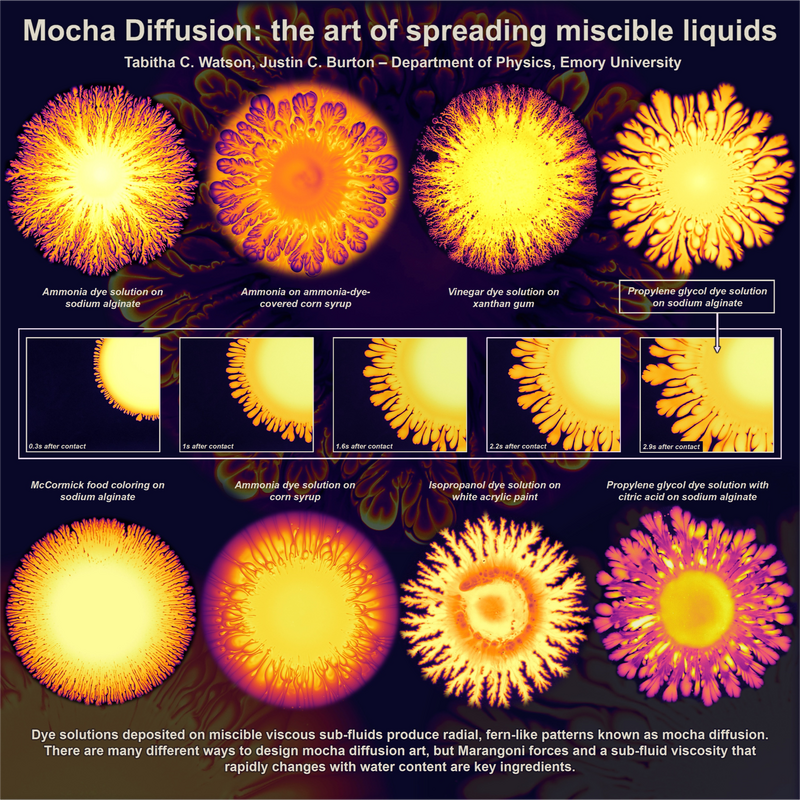 Mocha Diffusion: the art of spreading miscible liquids
Tabitha C. Watson, Justin C. Burton – Department of Physics, Emory University
Ammonia dye solution on
sodium alginate
Ammonia on ammonia-dye-
covered corn syrup
Vinegar dye solution on
xanthan gum
Propylene glycol dye solution
on sodium alginate
0.3s after contact
1s after contact
1.6s after contact
2.2s after contact
2.9s after contact
McCormick food coloring on
sodium alginate
Ammonia dye solution on
corn syrup
Isopropanol dye solution on
white acrylic paint
Propylene glycol dye solution with
citric acid on sodium alginate
Dye solutions deposited on miscible viscous sub-fluids produce radial, fern-like patterns known as mocha diffusion.
There are many different ways to design mocha diffusion art, but Marangoni forces and a sub-fluid viscosity that
rapidly changes with water content are key ingredients.